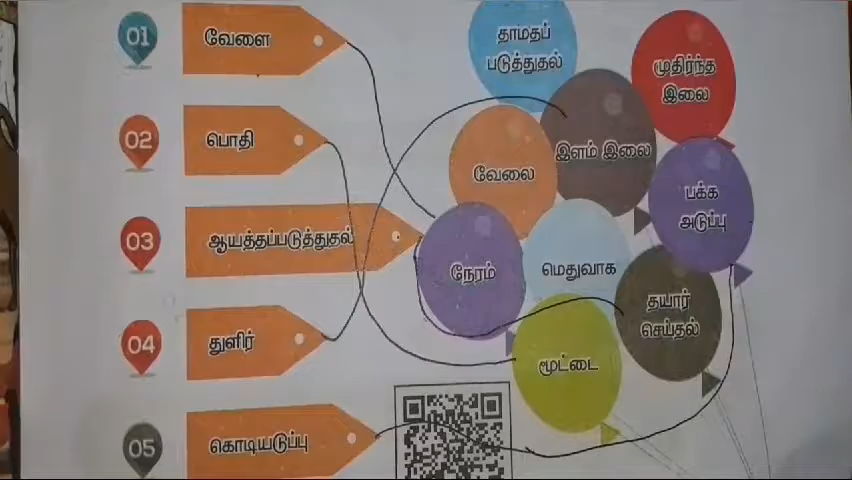 01
வேளை
02
பொதி
03
ஆயத்தப்படுத்துதல்
04
துளிர்
05
கொடியடுப்பு
தாமதப்
படுத்துதல்
முதிர்ந்த
இலை
வேலை
இளம் இலை
பக்க
அடுப்பு
நேரம்
மெதுவாக
தயார்
செய்தல்
மூட்டை